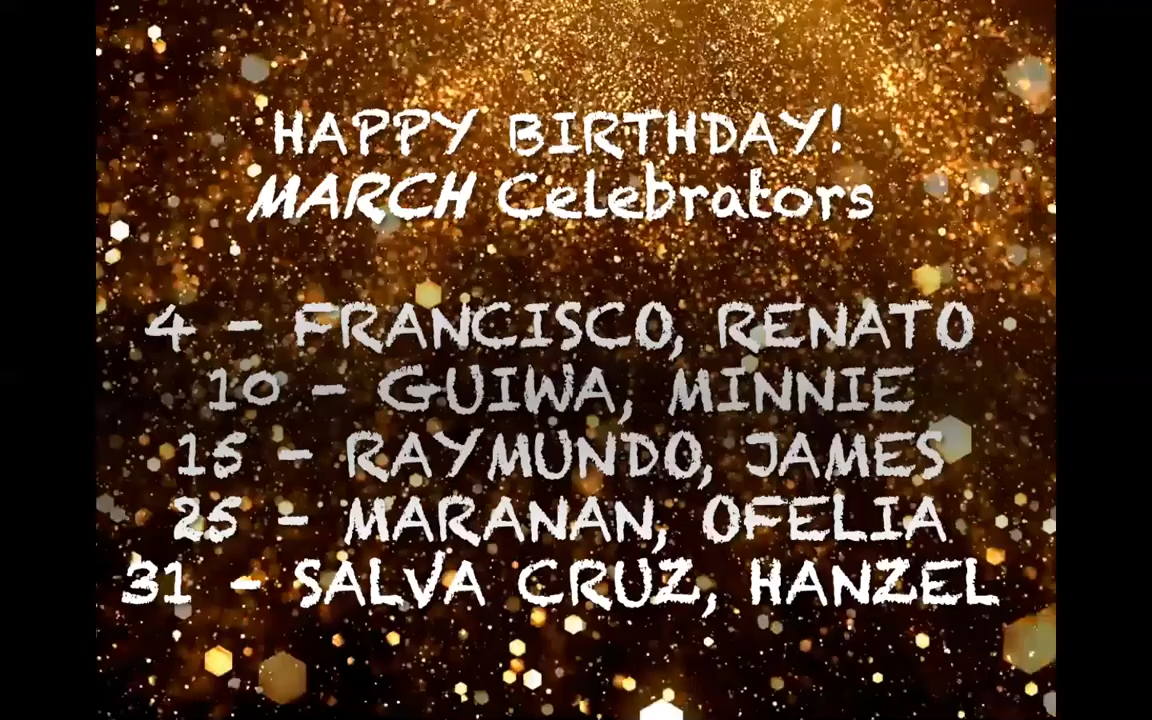 HAPPY BIRTHDAY!
MARCH Celebrators
4 - FRANCISCO, RENATO
10 - GUIWA, MINNIE
15 - RAYMUNDO, JAMES
25 - MARANAN, OFELIA
31 - SALVA CRUZ, HANZEL